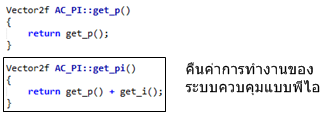 Vector2f AC_PI::get_p()
{
    return get_p();
}
Vector2f AC_PI::get_pi()
{
    return get_p() + get_i();
}
คืนค่าการทำงานของ
ระบบควบคุมแบบพีไอ